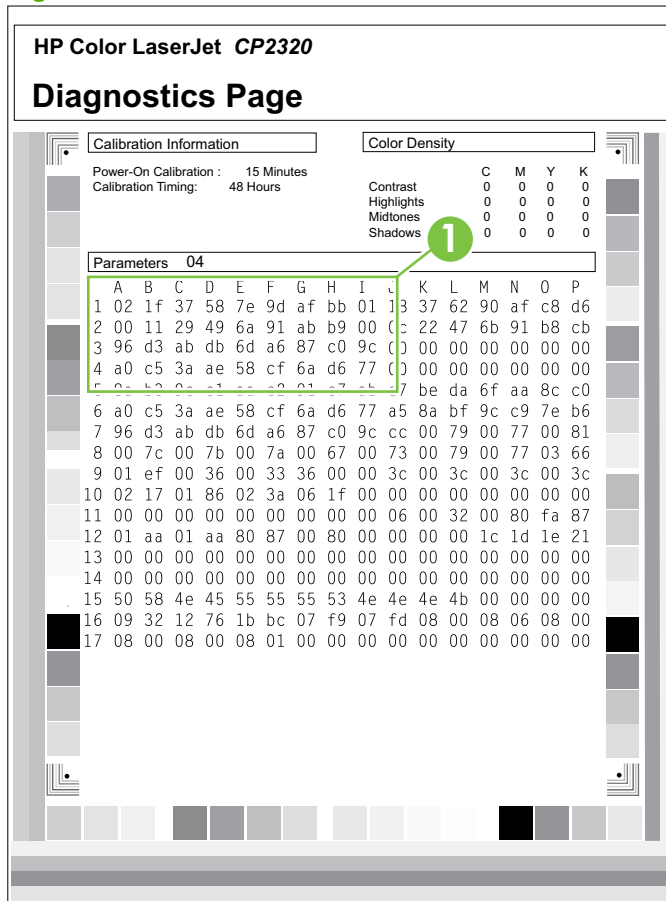 HP Color LaserJet CP2320
Diagnostics Page
Calibration Information
Power-On Calibration : 15 Minutes
Calibration Timing: 48 Hours
Color Density
C M Y K
Contrast 0 0 0 0
Highlights 0 0 0 0
Midtones 0 0 0 0
Shadows 0 0 0 0
1
Parameters 04
A B C D E F G H I J K L M N O P
1 02 1f 37 58 7e 9d af bb 01 13 37 62 90 af c8 d6
2 00 11 29 49 6a 91 ab b9 00 0c 22 47 6b 91 b8 cb
3 96 d3 ab db 6d a6 87 c0 9c 00 00 00 00 00 00
4 a0 c5 3a ae 58 cf 6a d6 77 00 00 00 00 00 00
be da 6f aa 8c c0
6 a0 c5 3a ae 58 cf 6a d6 77 a5 8a bf 9c c9 7e b6
7 96 d3 ab db 6d a6 87 c0 9c cc 00 79 00 77 00 81
8 00 7c 00 7b 00 7a 00 67 00 73 00 79 00 77 03 66
9 01 ef 00 36 00 33 36 00 00 3c 00 3c 00 3c 00 3c
10 02 17 01 86 02 3a 06 1f 00 00 00 00 00 00 00 00
11 00 00 00 00 00 00 00 00 00 06 00 32 00 80 fa 87
12 01 aa 01 aa 80 87 00 80 00 00 00 00 1c 1d 1e 21
13 00 00 00 00 00 00 00 00 00 00 00 00 00 00 00 00
14 00 00 00 00 00 00 00 00 00 00 00 00 00 00 00 00
15 50 58 4e 45 55 55 55 53 4e 4e 4e 4b 00 00 00 00
16 09 32 12 76 1b bc 07 f9 07 fd 08 00 08 06 08 00
17 08 00 08 00 08 01 00 00 00 00 00 00 00 00 00 00